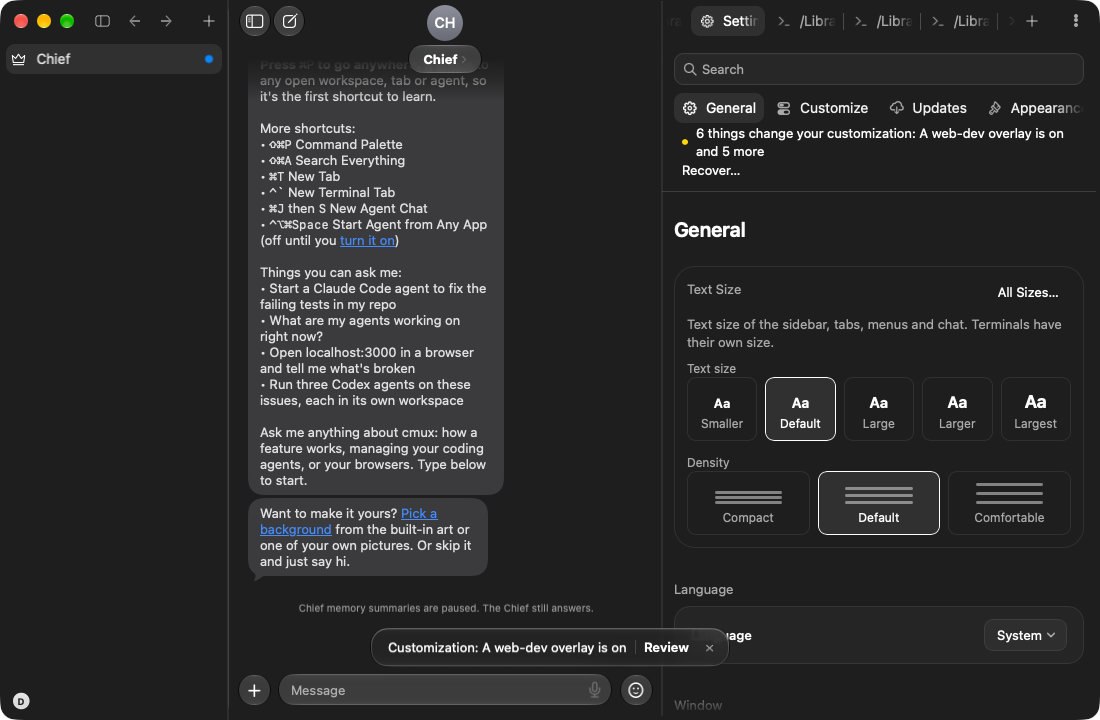 Chief
D
CH
Chief
Press ⌘P to go anywhere
any open workspace, tab or agent, so
it's the first shortcut to learn.
More shortcuts:
• ⇧⌘P Command Palette
• ⇧⌘A Search Everything
• ⌘T New Tab
• ^` New Terminal Tab
• ⌘J then S New Agent Chat
• ^⌥⌘Space Start Agent from Any App
(off until you turn it on)
Things you can ask me:
• Start a Claude Code agent to fix the
failing tests in my repo
• What are my agents working on
right now?
• Open localhost:3000 in a browser
and tell me what's broken
• Run three Codex agents on these
issues, each in its own workspace
Ask me anything about cmux: how a
feature works, managing your coding
agents, or your browsers. Type below
to start.
Want to make it yours? Pick a
background from the built-in art or
one of your own pictures. Or skip it
and just say hi.
Chief memory summaries are paused. The Chief still answers.
Customization: A web-dev overlay is on Review ×
Message
Settin >_ /Libra >_ /Libra >_ /Libra
Search
General Customize Updates Appearanc
6 things change your customization: A web-dev overlay is on
and 5 more
Recover...
General
Text Size All Sizes...
Text size of the sidebar, tabs, menus and chat. Terminals have
their own size.
Text size
Aa Aa Aa Aa Aa
Smaller Default Large Larger Largest
Density
Compact Default Comfortable
Language
Language System
Window